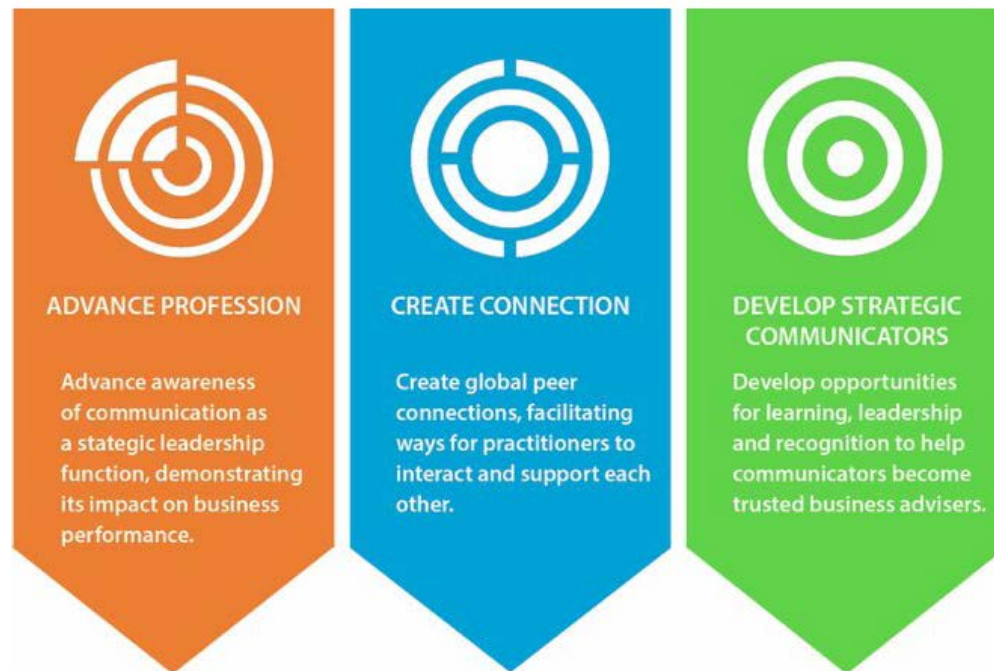 ADVANCE PROFESSION
Advance awareness
of communication as
a stategic leadership
function, demonstrating
its impact on business
performance.
CREATE CONNECTION
Create global peer
connections, facilitating
ways for practitioners to
interact and support each
other.
DEVELOP STRATEGIC
COMMUNICATORS
Develop opportunities
for learning, leadership
and recognition to help
communicators become
trusted business advisers.